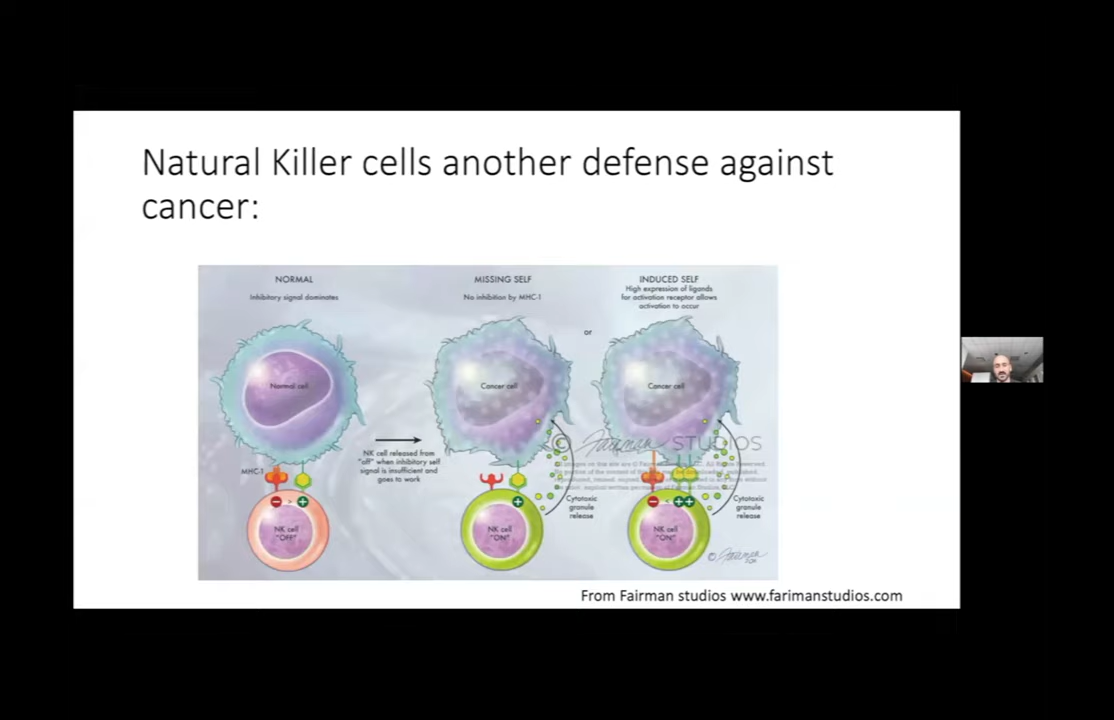 Natural Killer cells another defense against
cancer:
NORMAL
Inhibitory signal dominates
MISSING SELF
No inhibition by MHC-1
INDUCED SELF
High expression of ligands
for activation receptor allows
activation to occur
or
Normal cell
Cancer cell
Cancer cell
© Fairman STUDIOS
MHC-1
NK cell released from
"off" when inhibitory self
signal is insufficient and
goes to work
Cytotoxic
granule
release
Cytotoxic
granule
release
− > +
+
− < ++
NK cell
"OFF"
NK cell
"ON"
NK cell
"ON"
© Fairman
From Fairman studios www.farimanstudios.com